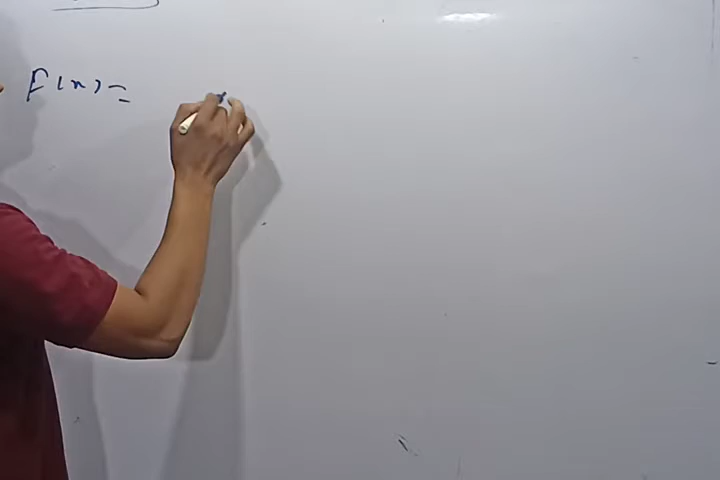 F(x) =